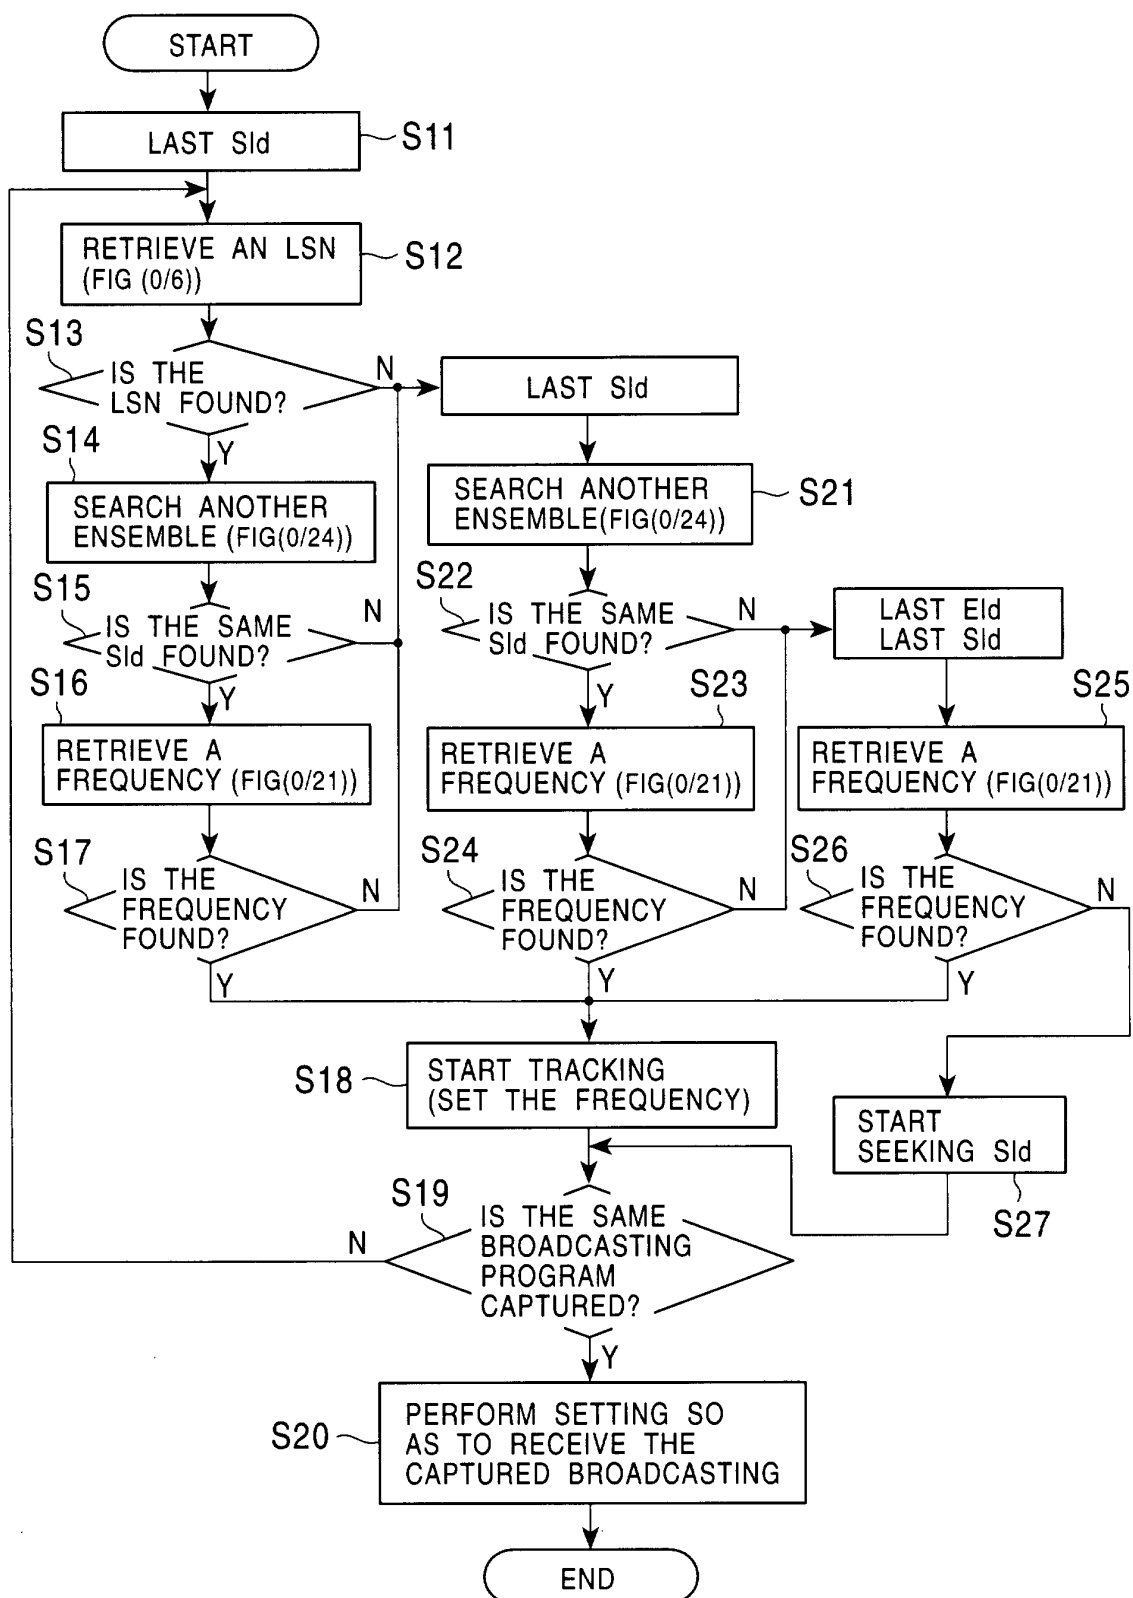 START
LAST SId
S11
RETRIEVE AN LSN
(FIG (0/6))
S12
S13
IS THE
LSN FOUND?
N
Y
LAST SId
S14
SEARCH ANOTHER
ENSEMBLE (FIG(0/24))
SEARCH ANOTHER
ENSEMBLE(FIG(0/24))
S21
S15
IS THE SAME
SId FOUND?
N
Y
S22
IS THE SAME
SId FOUND?
N
Y
LAST EId
LAST SId
S16
RETRIEVE A
FREQUENCY (FIG(0/21))
S23
RETRIEVE A
FREQUENCY (FIG(0/21))
S25
RETRIEVE A
FREQUENCY (FIG(0/21))
S17
IS THE
FREQUENCY
FOUND?
N
Y
S24
IS THE
FREQUENCY
FOUND?
N
Y
S26
IS THE
FREQUENCY
FOUND?
N
Y
S18
START TRACKING
(SET THE FREQUENCY)
START
SEEKING SId
S27
S19
IS THE SAME
BROADCASTING
PROGRAM
CAPTURED?
N
Y
S20
PERFORM SETTING SO
AS TO RECEIVE THE
CAPTURED BROADCASTING
END